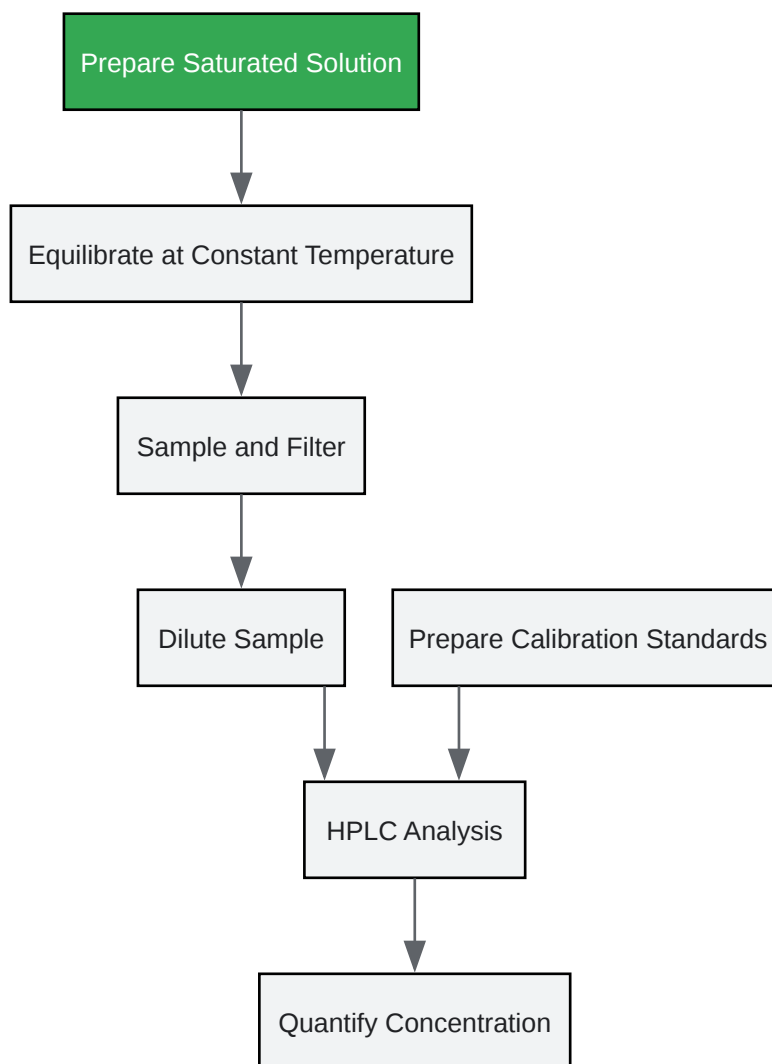 Prepare Saturated Solution
Equilibrate at Constant Temperature
Sample and Filter
Dilute Sample
Prepare Calibration Standards
HPLC Analysis
Quantify Concentration